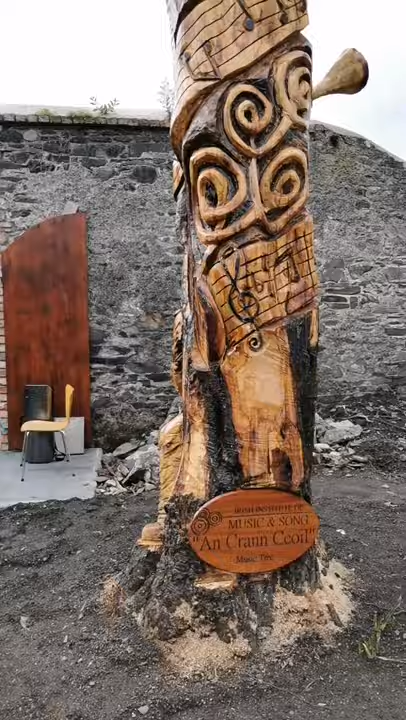 IRISH INSTITUTE OF
MUSIC & SONG
"An Crann Ceoil"
Music Tree